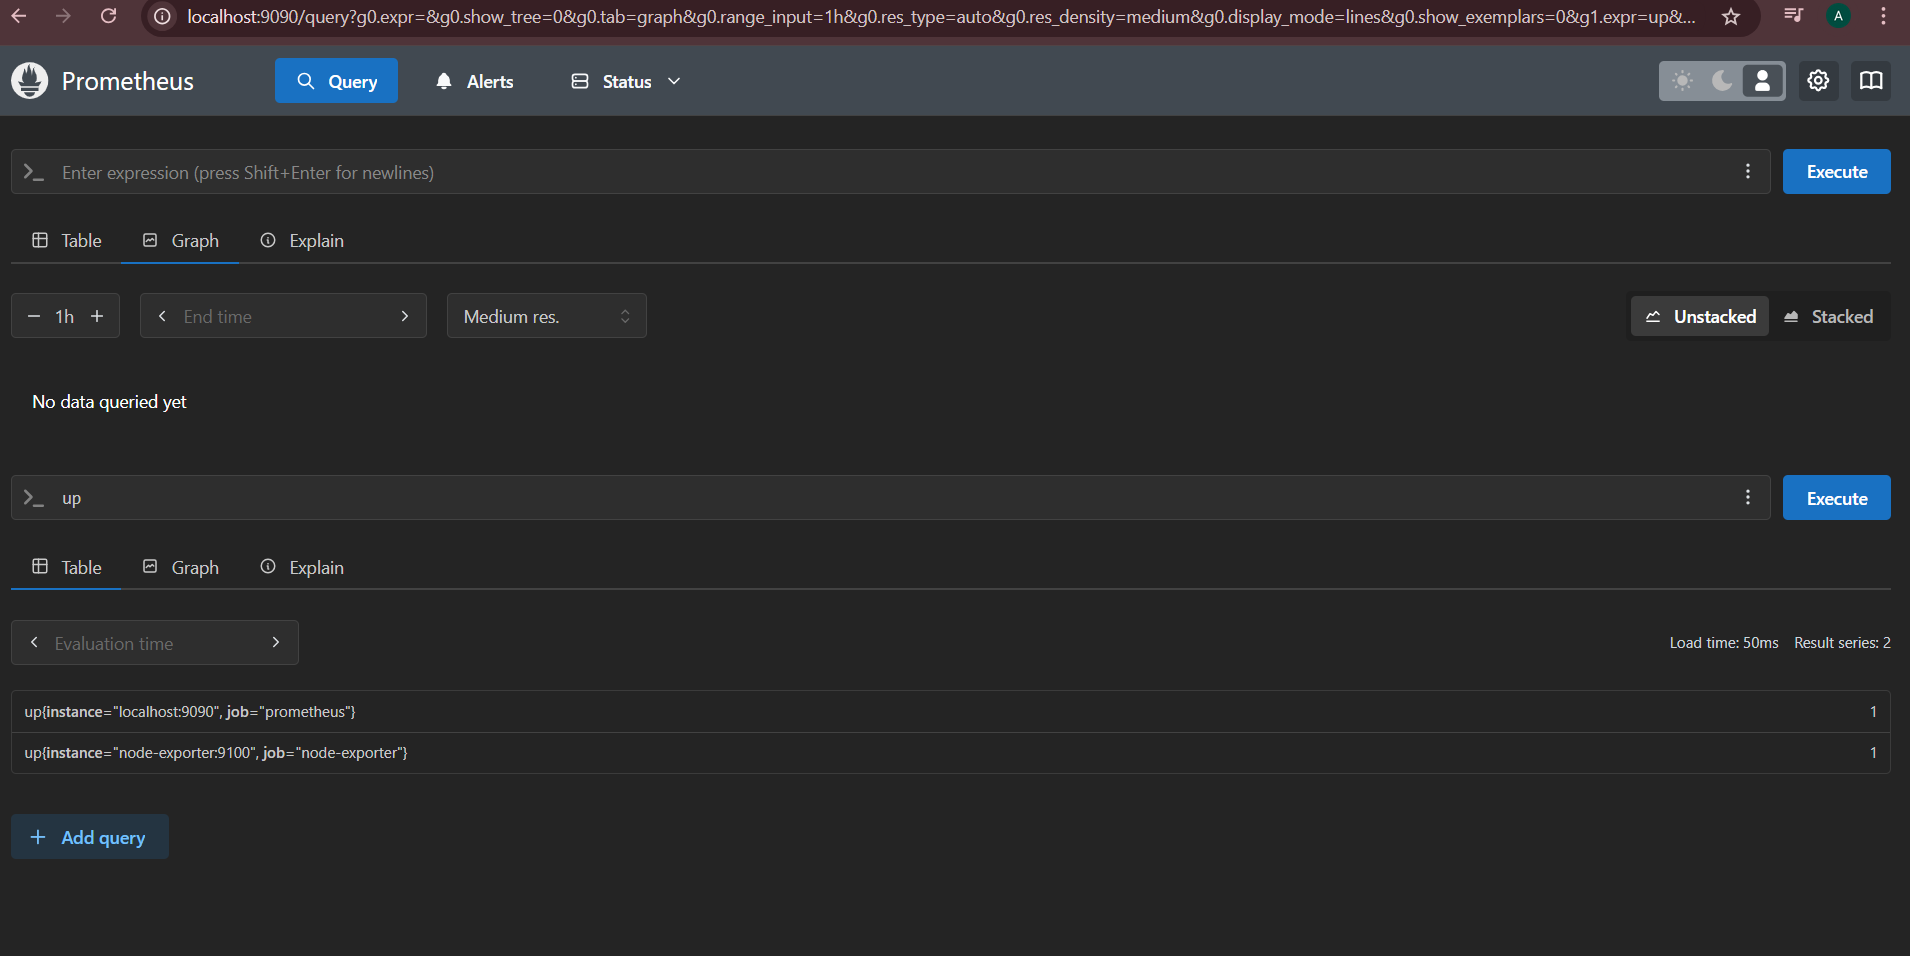 localhost:9090/query?g0.expr=&g0.show_tree=0&g0.tab=graph&g0.range_input=1h&g0.res_type=auto&g0.res_density=medium&g0.display_mode=lines&g0.show_exemplars=0&g1.expr=up&... A
Prometheus Query Alerts Status
>_ Enter expression (press Shift+Enter for newlines) Execute
Table Graph Explain
− 1h + < End time > Medium res. Unstacked Stacked
No data queried yet
>_ up Execute
Table Graph Explain
< Evaluation time > Load time: 50ms Result series: 2
up{instance="localhost:9090", job="prometheus"} 1
up{instance="node-exporter:9100", job="node-exporter"} 1
+ Add query